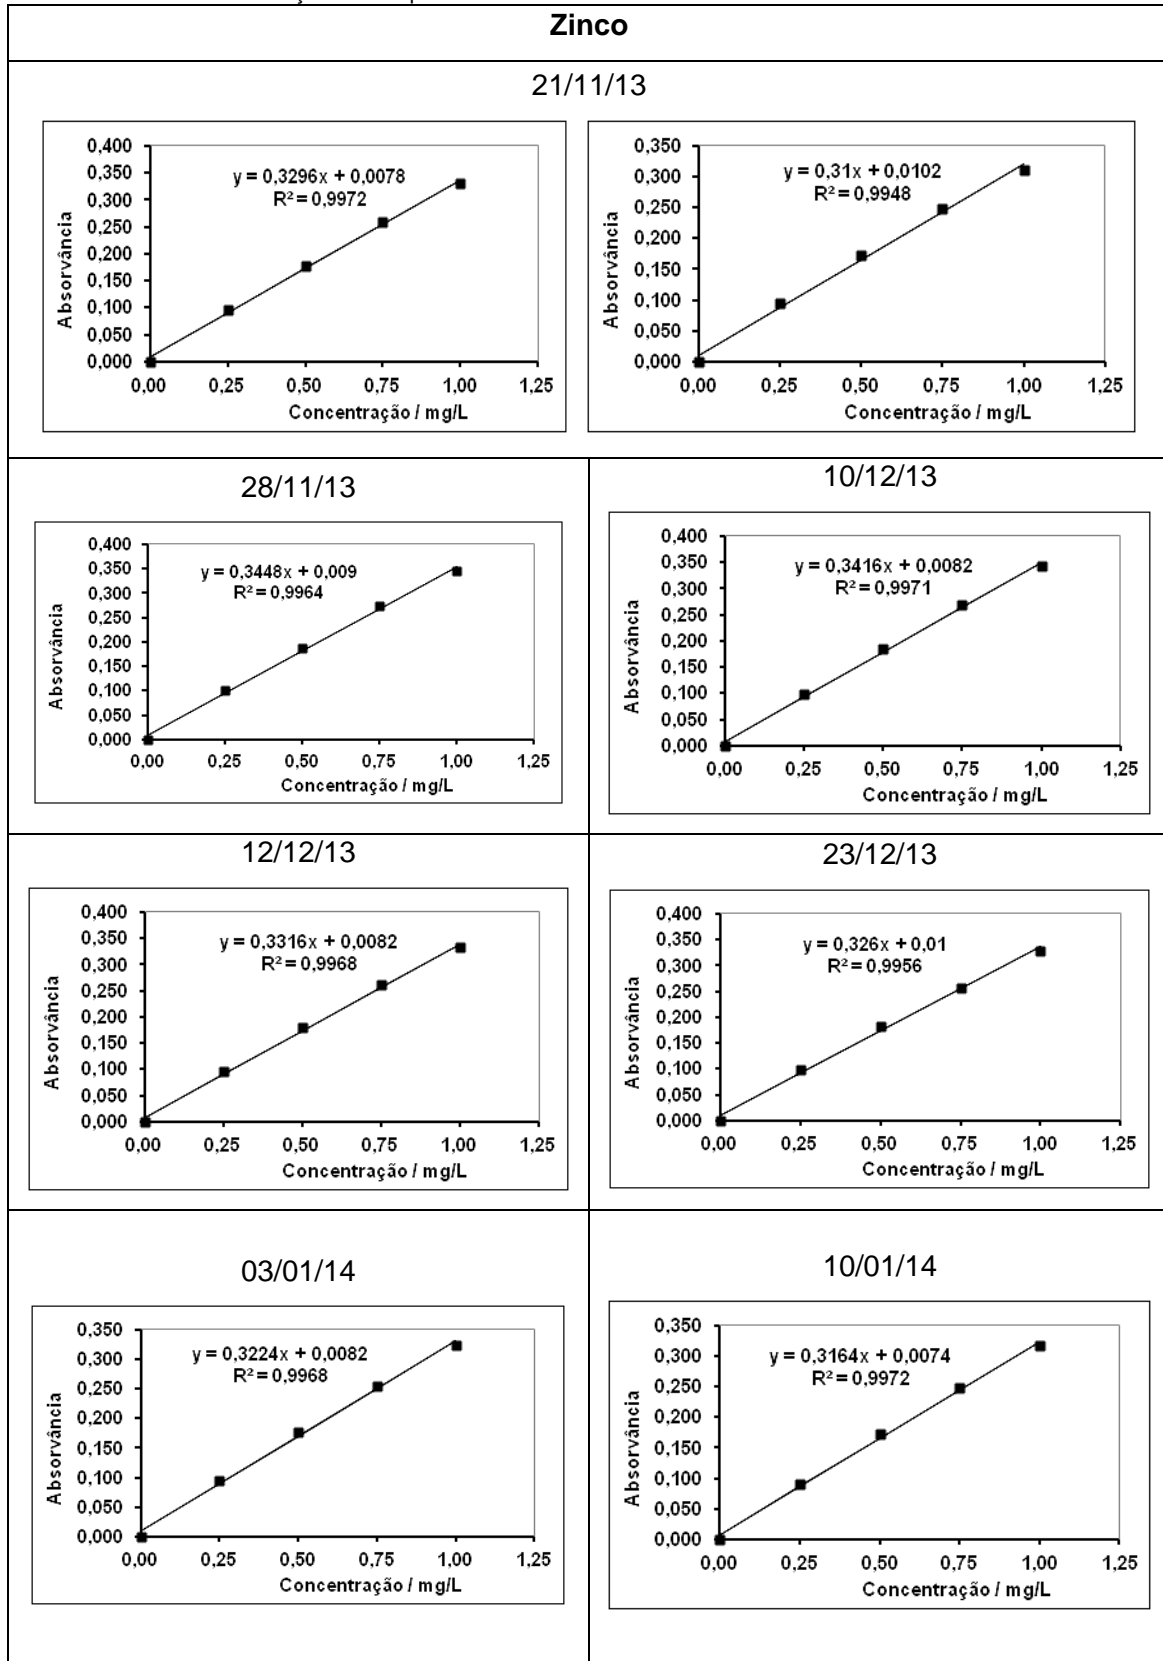 Zinco
21/11/13
0,400
0,350
0,300
0,250
0,200
0,150
0,100
0,050
0,000
Absorvância
y = 0,3296x + 0,0078
R² = 0,9972
0,00 0,25 0,50 0,75 1,00 1,25
Concentração / mg/L
0,350
0,300
0,250
0,200
0,150
0,100
0,050
0,000
Absorvância
y = 0,31x + 0,0102
R² = 0,9948
0,00 0,25 0,50 0,75 1,00 1,25
Concentração / mg/L
28/11/13
0,400
0,350
0,300
0,250
0,200
0,150
0,100
0,050
0,000
Absorvância
y = 0,3448x + 0,009
R² = 0,9964
0,00 0,25 0,50 0,75 1,00 1,25
Concentração / mg/L
10/12/13
0,400
0,350
0,300
0,250
0,200
0,150
0,100
0,050
0,000
Absorvância
y = 0,3416x + 0,0082
R² = 0,9971
0,00 0,25 0,50 0,75 1,00 1,25
Concentração / mg/L
12/12/13
0,400
0,350
0,300
0,250
0,200
0,150
0,100
0,050
0,000
Absorvância
y = 0,3316x + 0,0082
R² = 0,9968
0,00 0,25 0,50 0,75 1,00 1,25
Concentração / mg/L
23/12/13
0,400
0,350
0,300
0,250
0,200
0,150
0,100
0,050
0,000
Absorvância
y = 0,326x + 0,01
R² = 0,9956
0,00 0,25 0,50 0,75 1,00 1,25
Concentração / mg/L
03/01/14
0,350
0,300
0,250
0,200
0,150
0,100
0,050
0,000
Absorvância
y = 0,3224x + 0,0082
R² = 0,9968
0,00 0,25 0,50 0,75 1,00 1,25
Concentração / mg/L
10/01/14
0,350
0,300
0,250
0,200
0,150
0,100
0,050
0,000
Absorvância
y = 0,3164x + 0,0074
R² = 0,9972
0,00 0,25 0,50 0,75 1,00 1,25
Concentração / mg/L